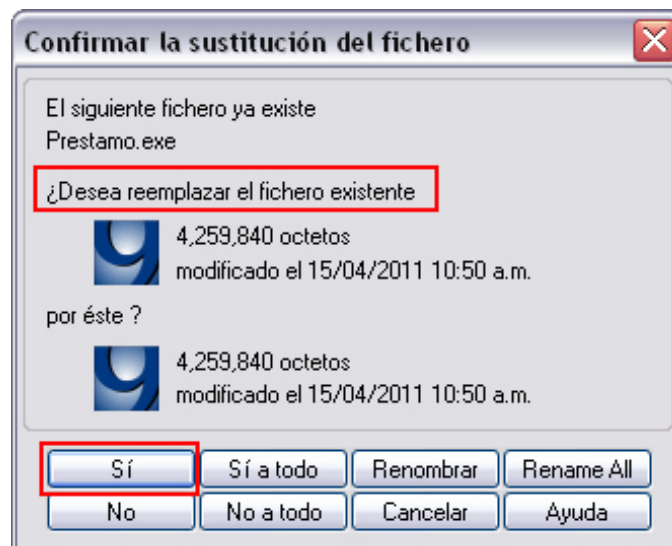 Confirmar la sustitución del fichero
El siguiente fichero ya existe
Prestamo.exe
¿Desea reemplazar el fichero existente
4,259,840 octetos
modificado el 15/04/2011 10:50 a.m.
por éste ?
4,259,840 octetos
modificado el 15/04/2011 10:50 a.m.
Sí Sí a todo Renombrar Rename All
No No a todo Cancelar Ayuda